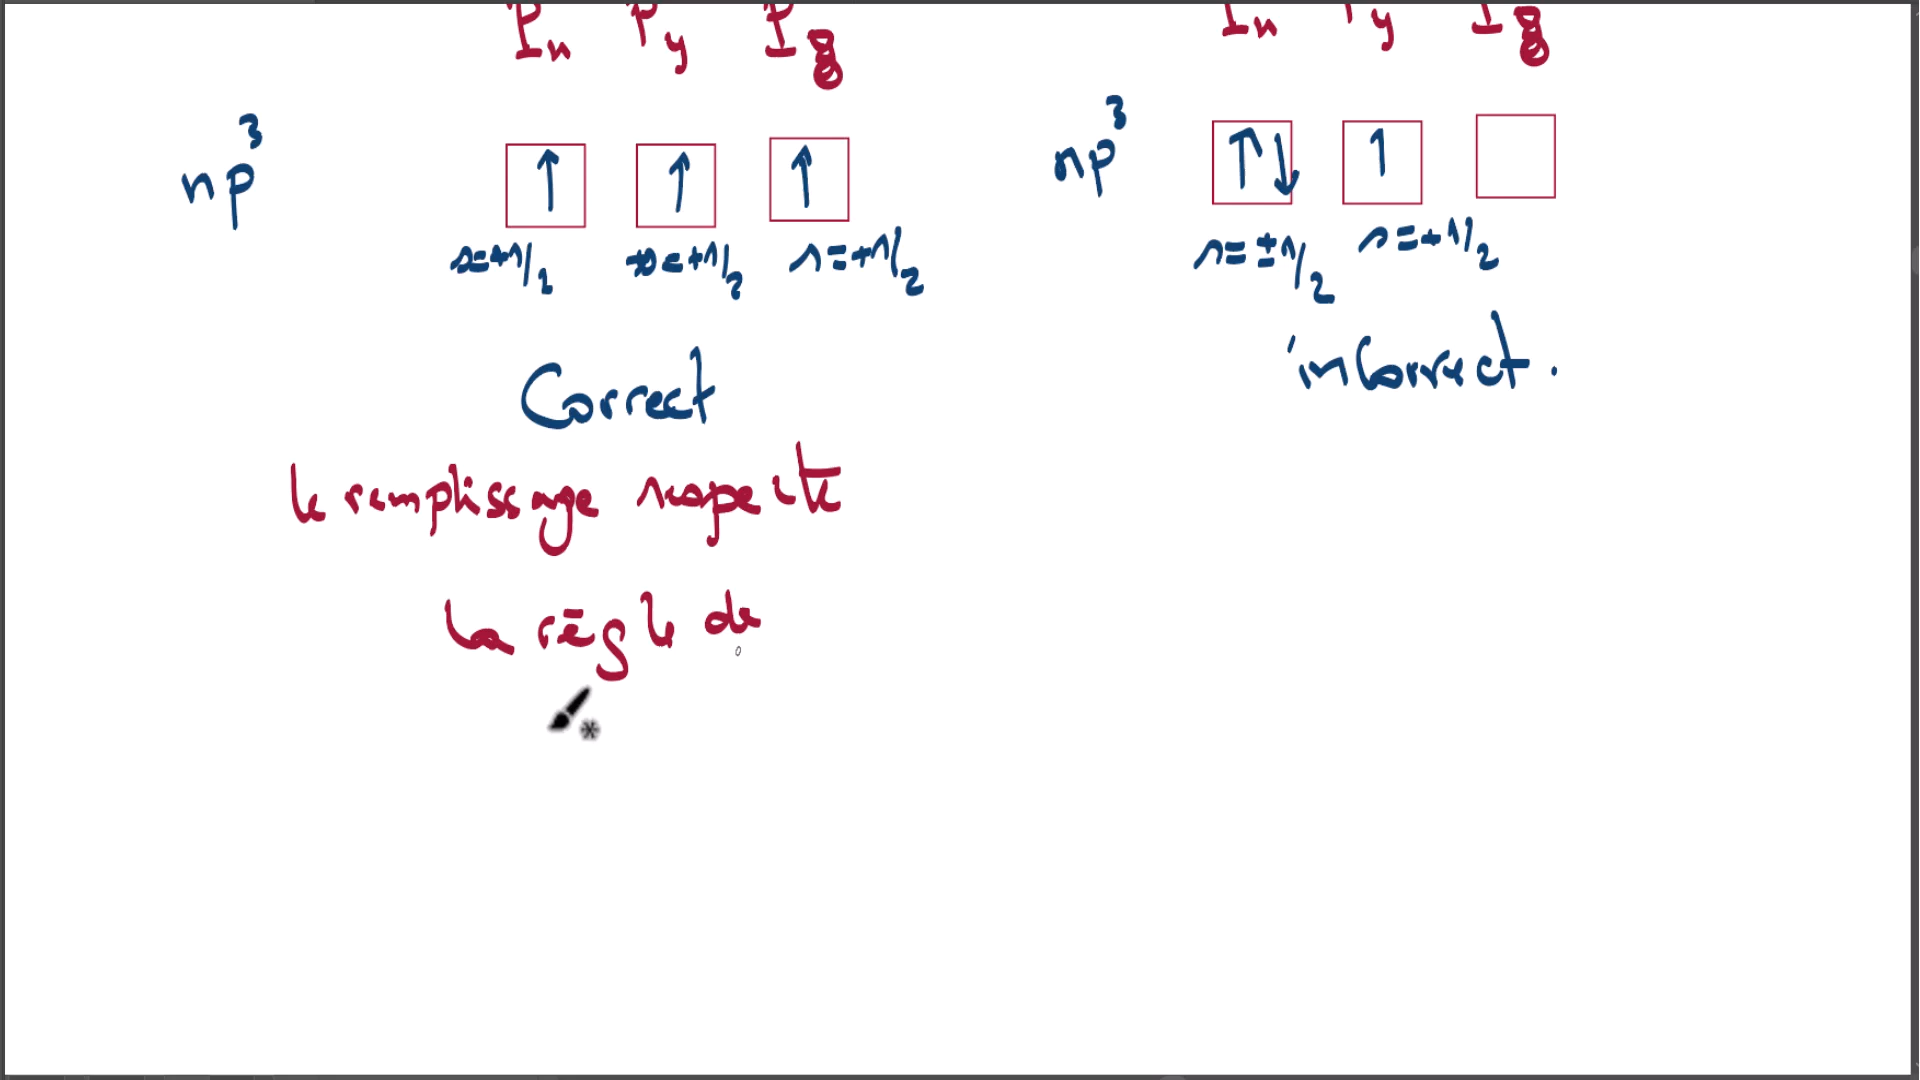 Px Py Pz
Px Py Pz
np³ ↑ ↑ ↑
s=+1/2 s=+1/2 s=+1/2
Correct
le remplissage respecte
la règle de
np³ ↑↓ 1
s=±1/2 s=+1/2
incorrect.